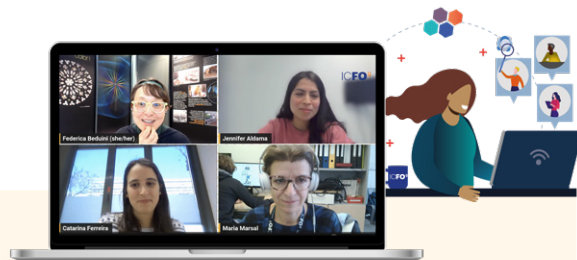 ICFO
Federica Beduini (she/her)
Jennifer Aldama
Catarina Ferreira
Maria Marsal
ICFO